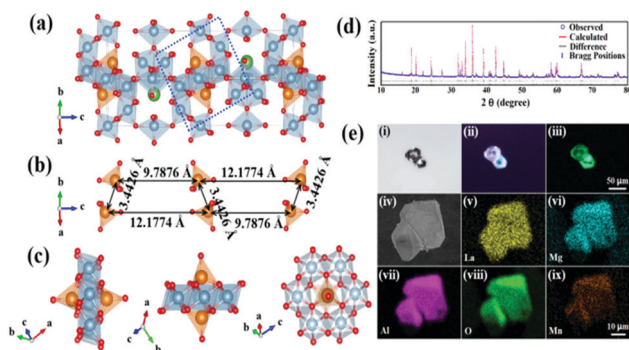 (a)
b
c
a
(b)
9.7876 Å
12.1774 Å
3.4426 Å
3.4426 Å
3.4426 Å
12.1774 Å
9.7876 Å
b
c
a
(c)
c
b
a
a
c
b
c
a
b
(d)
Intensity (a.u.)
Observed
Calculated
Difference
Bragg Positions
10 20 30 40 50 60 70 80
2 θ (degree)
(e)
(i)
(ii)
(iii)
50 μm
(iv)
(v)
La
(vi)
Mg
(vii)
Al
(viii)
O
(ix)
Mn
10 μm